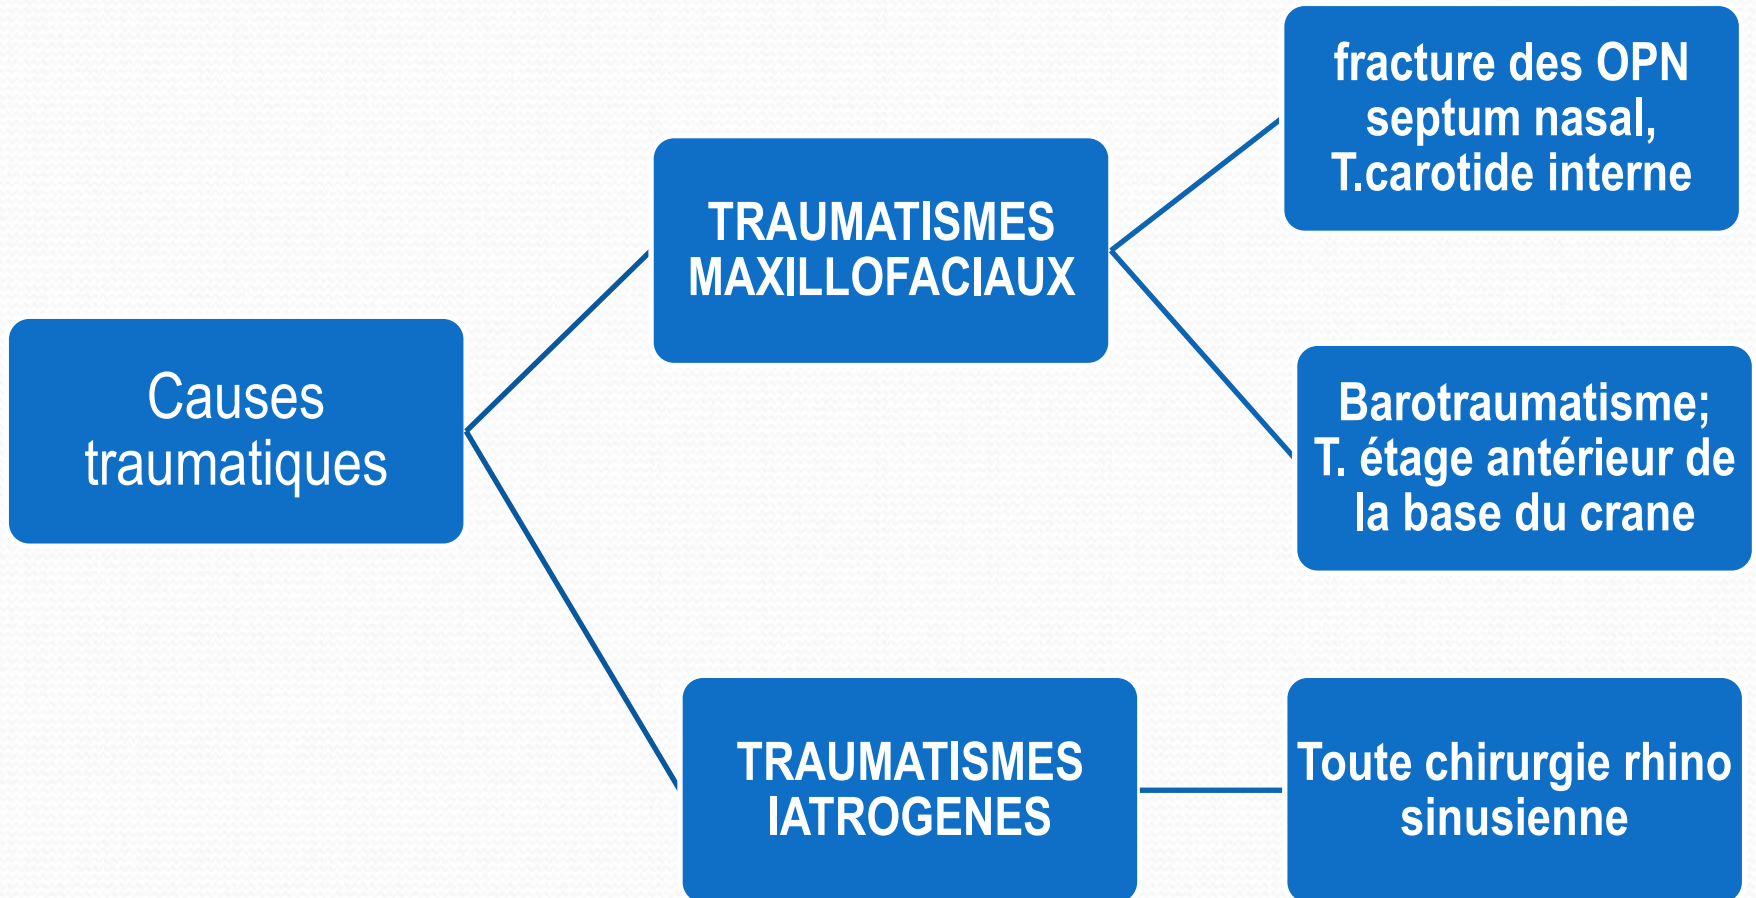 Causes
traumatiques
TRAUMATISMES
MAXILLOFACIAUX
fracture des OPN
septum nasal,
T.carotide interne
Barotraumatisme;
T. étage antérieur de
la base du crane
TRAUMATISMES
IATROGENES
Toute chirurgie rhino
sinusienne